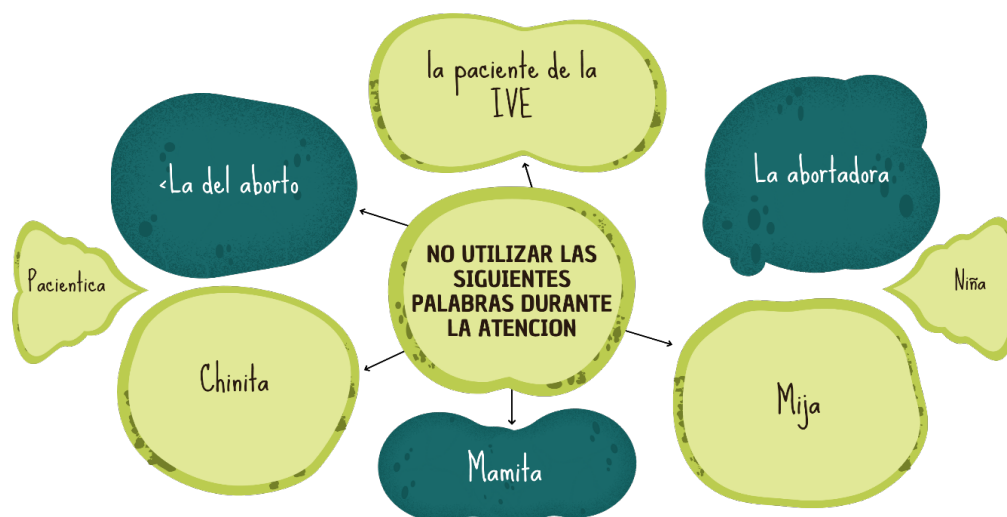 la paciente de la
IVE
<La del aborto
La abortadora
NO UTILIZAR LAS
SIGUIENTES
PALABRAS DURANTE
LA ATENCION
Pacientica
Niña
Chinita
Mija
Mamita